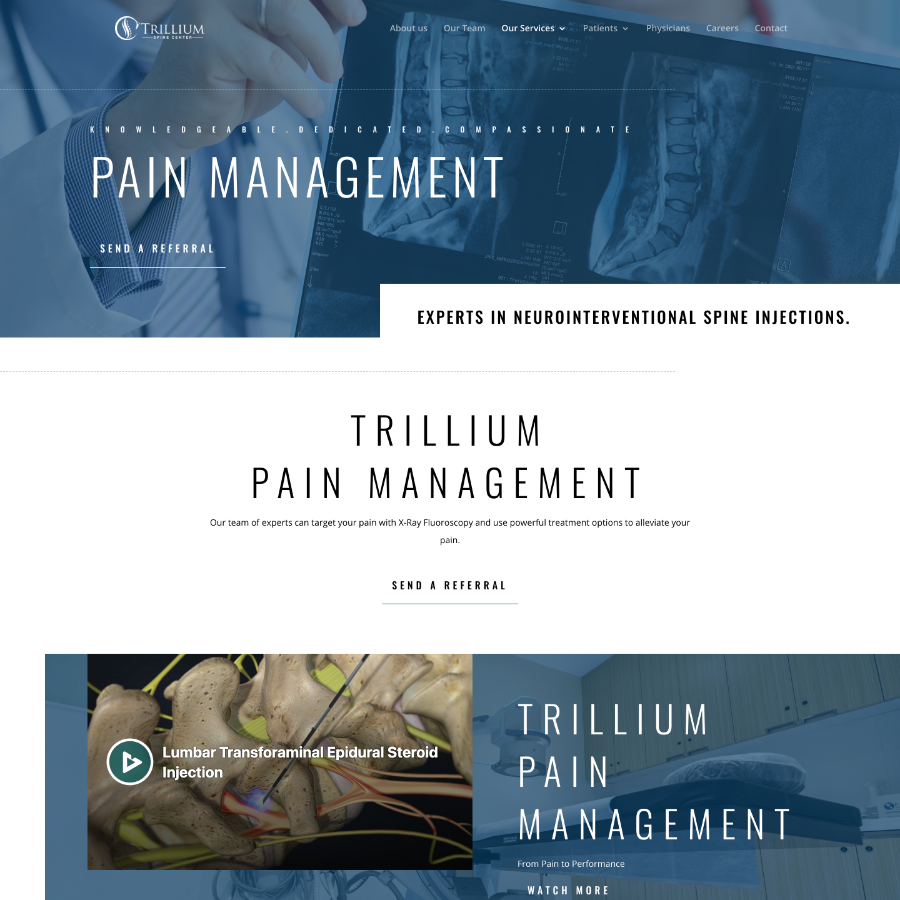 TRILLIUM
SPINE CENTER
About us Our Team Our Services Patients Physicians Careers Contact
KNOWLEDGEABLE.DEDICATED.COMPASSIONATE
PAIN MANAGEMENT
SEND A REFERRAL
EXPERTS IN NEUROINTERVENTIONAL SPINE INJECTIONS.
TRILLIUM
PAIN MANAGEMENT
Our team of experts can target your pain with X-Ray Fluoroscopy and use powerful treatment options to alleviate your
pain.
SEND A REFERRAL
Lumbar Transforaminal Epidural Steroid
Injection
TRILLIUM
PAIN
MANAGEMENT
From Pain to Performance
WATCH MORE